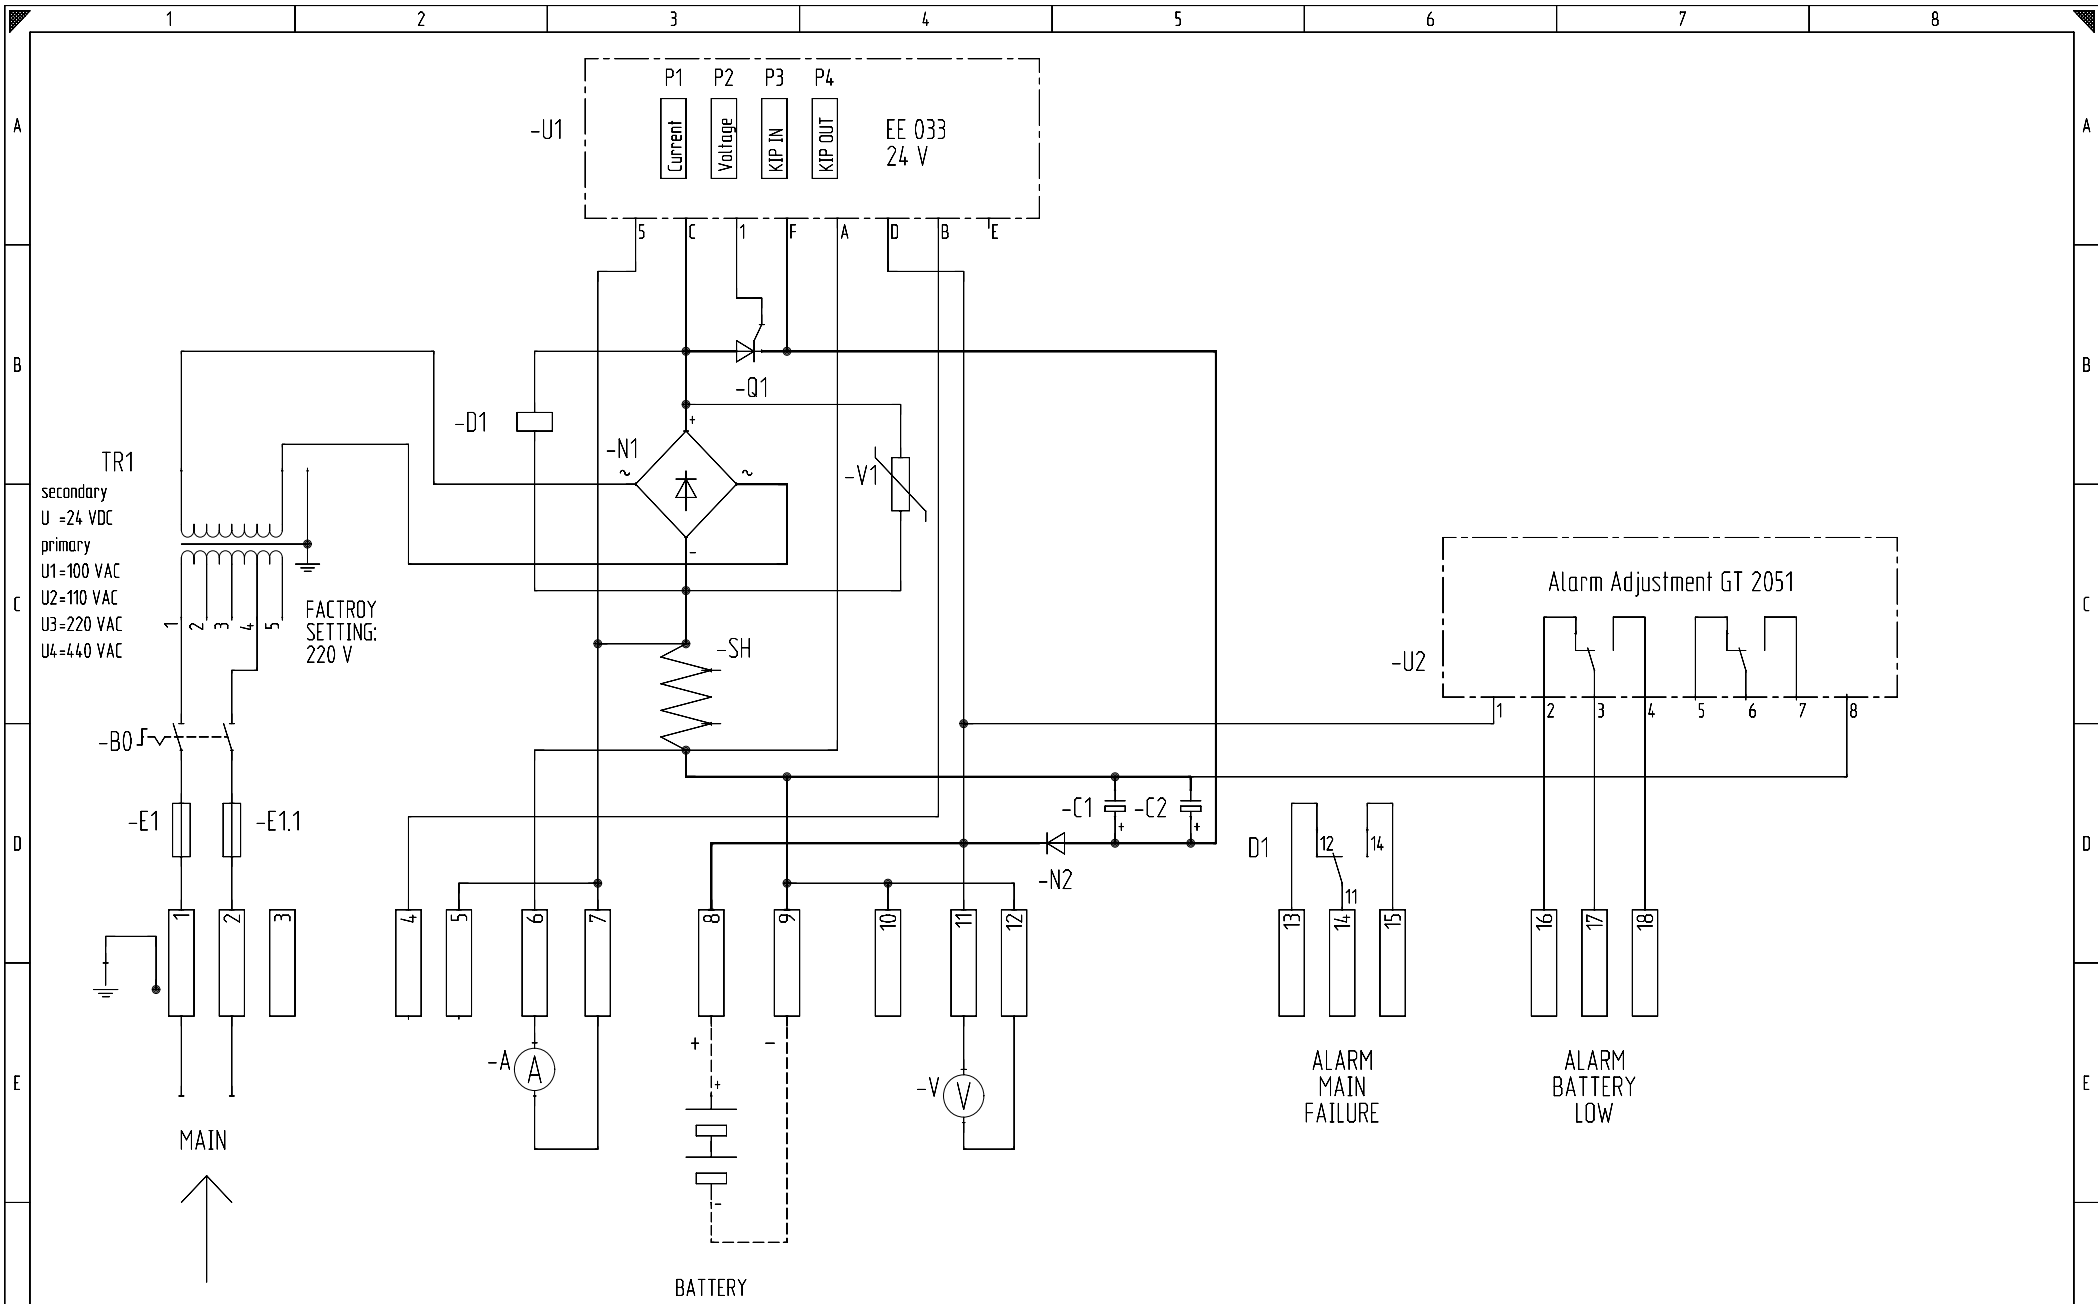 1 2 3 4 5 6 7 8
P1 P2 P3 P4
A A
-U1
Current Voltage KIP IN KIP OUT
EE 033
24 V
5 C 1 F A D B E
B B
-Q1
-D1
+
-N1
~ ~
-V1
TR1
secondary
U =24 VDC
primary
U1=100 VAC
U2=110 VAC
U3=220 VAC
U4=440 VAC
-
1 2 3 4 5
FACTROY
SETTING:
220 V
C C
-SH
Alarm Adjustment GT 2051
-U2
1 2 3 4 5 6 7 8
-B0
-E1 -E1.1
-C1 -C2
+ +
D D
D1
12 14
11
-N2
1 2 3 4 5 6 7 8 9 10 11 12 13 14 15 16 17 18
-A A
+ -
+
-V V
-
E E
ALARM
MAIN
FAILURE
ALARM
BATTERY
LOW
MAIN
BATTERY